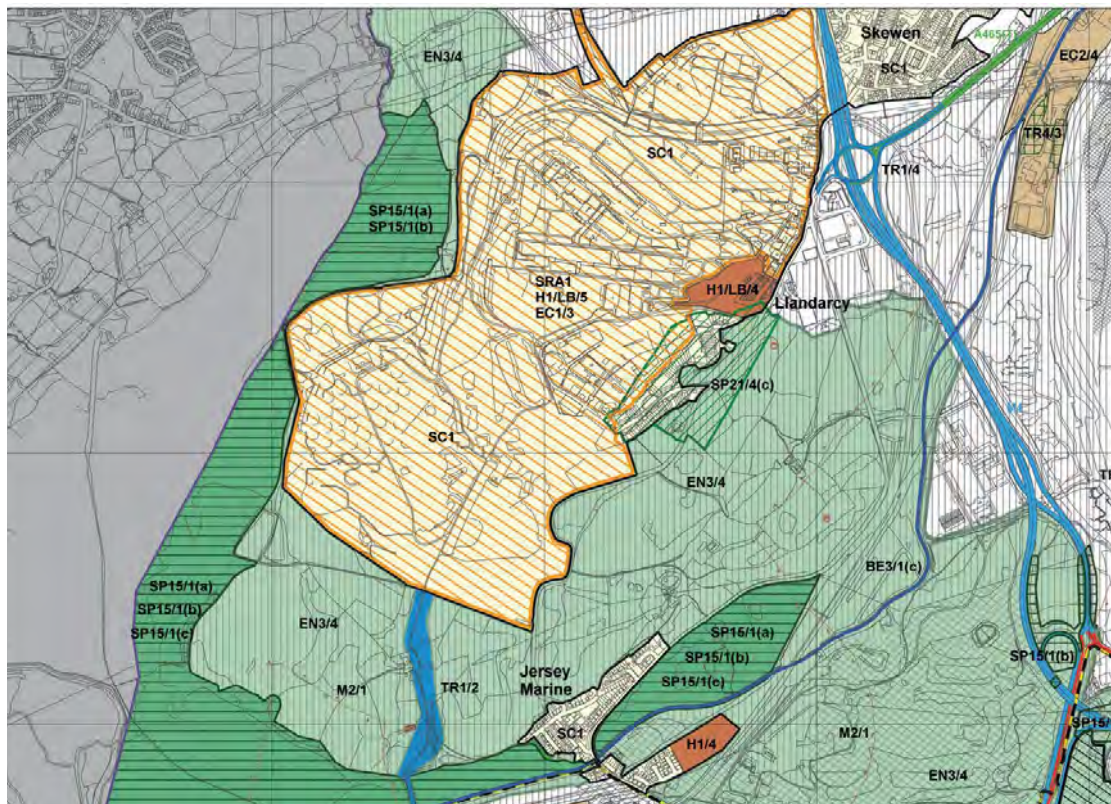 Skewen
A465(T)
EN3/4
SC1
EC2/4
TR4/3
SC1
TR1/4
SP15/1(a)
SP15/1(b)
SRA1
H1/LB/5
EC1/3
H1/LB/4
Llandarcy
SP21/4(c)
M4
SC1
EN3/4
BE3/1(c)
SP15/1(a)
SP15/1(b)
SP15/1(c)
EN3/4
SP15/1(a)
SP15/1(b)
SP15/1(c)
SP15/1(b)
Jersey
Marine
M2/1
TR1/2
SC1
H1/4
M2/1
EN3/4